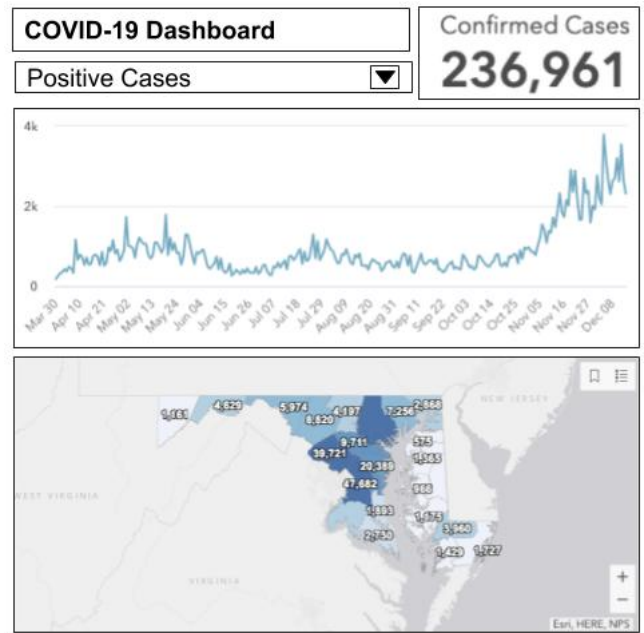 COVID-19 Dashboard
Confirmed Cases
236,961
Positive Cases
4k
2k
0
Mar 30
Apr 10
Apr 21
May 02
May 13
May 24
Jun 04
Jun 15
Jun 26
Jul 07
Jul 18
Jul 29
Aug 09
Aug 20
Aug 31
Sep 11
Sep 22
Oct 03
Oct 14
Oct 25
Nov 05
Nov 16
Nov 27
Dec 08
NEW JERSEY
1,161
4,629
5,974
6,820
4,197
7,256
9,711
39,721
575
20,389
47,682
WEST VIRGINIA
3,960
2,730
1,429
1,727
VIRGINIA
+
−
Esri, HERE, NPS